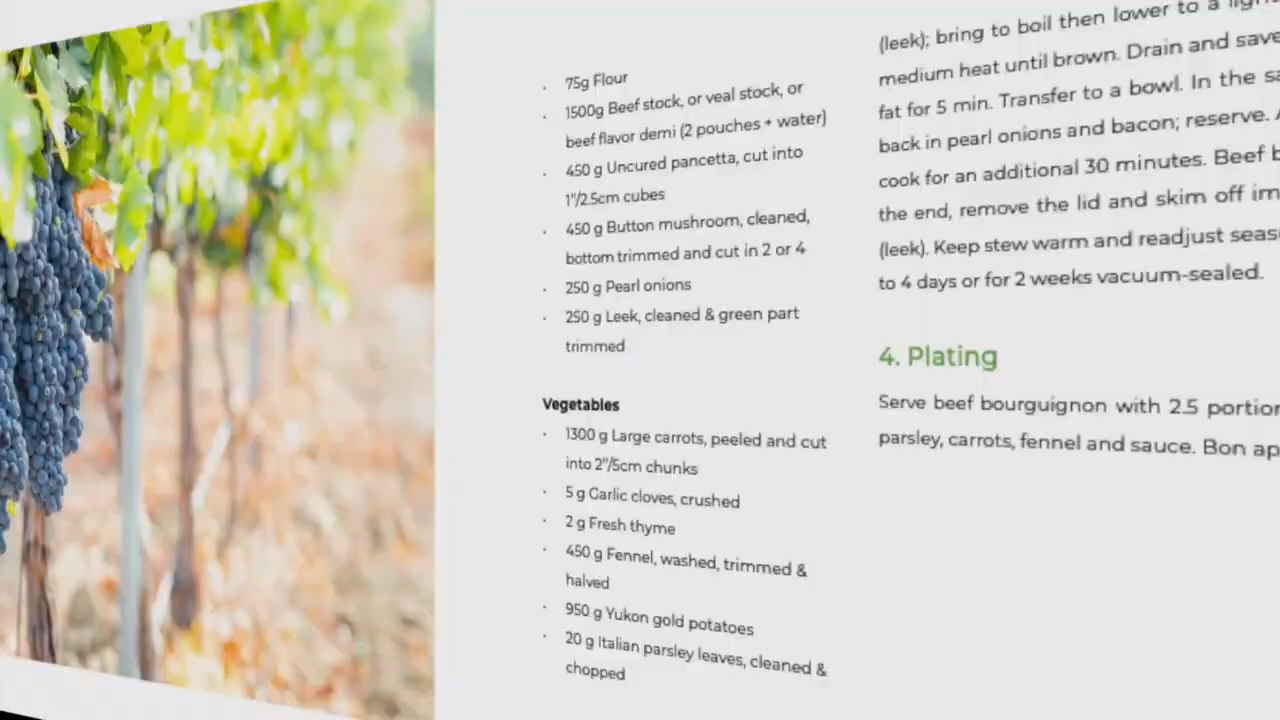 75g Flour
1500g Beef stock, or veal stock, or
beef flavor demi (2 pouches + water)
450 g Uncured pancetta, cut into
1"/2.5cm cubes
450 g Button mushroom, cleaned,
bottom trimmed and cut in 2 or 4
250 g Pearl onions
250 g Leek, cleaned & green part
trimmed
Vegetables
1300 g Large carrots, peeled and cut
into 2"/5cm chunks
5 g Garlic cloves, crushed
2 g Fresh thyme
450 g Fennel, washed, trimmed &
halved
950 g Yukon gold potatoes
20 g Italian parsley leaves, cleaned &
chopped
(leek); bring to boil then lower to a
medium heat until brown. Drain and save
fat for 5 min. Transfer to a bowl. In the
back in pearl onions and bacon; reserve.
cook for an additional 30 minutes. Beef
the end, remove the lid and skim off
(leek). Keep stew warm and readjust
to 4 days or for 2 weeks vacuum-sealed.
4. Plating
Serve beef bourguignon with 2.5
parsley, carrots, fennel and sauce. Bon